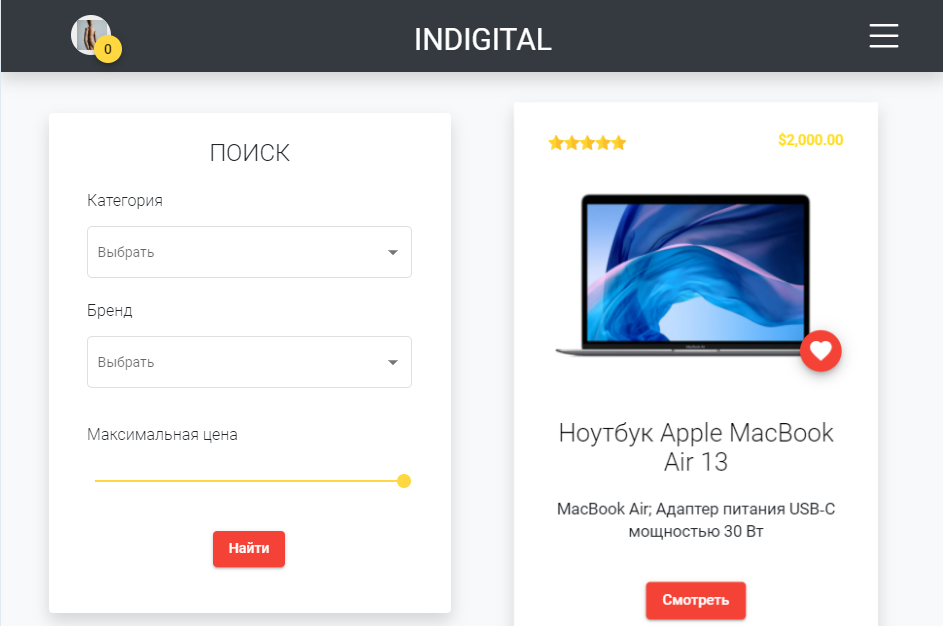 0
INDIGITAL
ПОИСК
Категория
Выбрать
Бренд
Выбрать
Максимальная цена
Найти
$2,000.00
Ноутбук Apple MacBook
Air 13
MacBook Air; Адаптер питания USB-C
мощностью 30 Вт
Смотреть